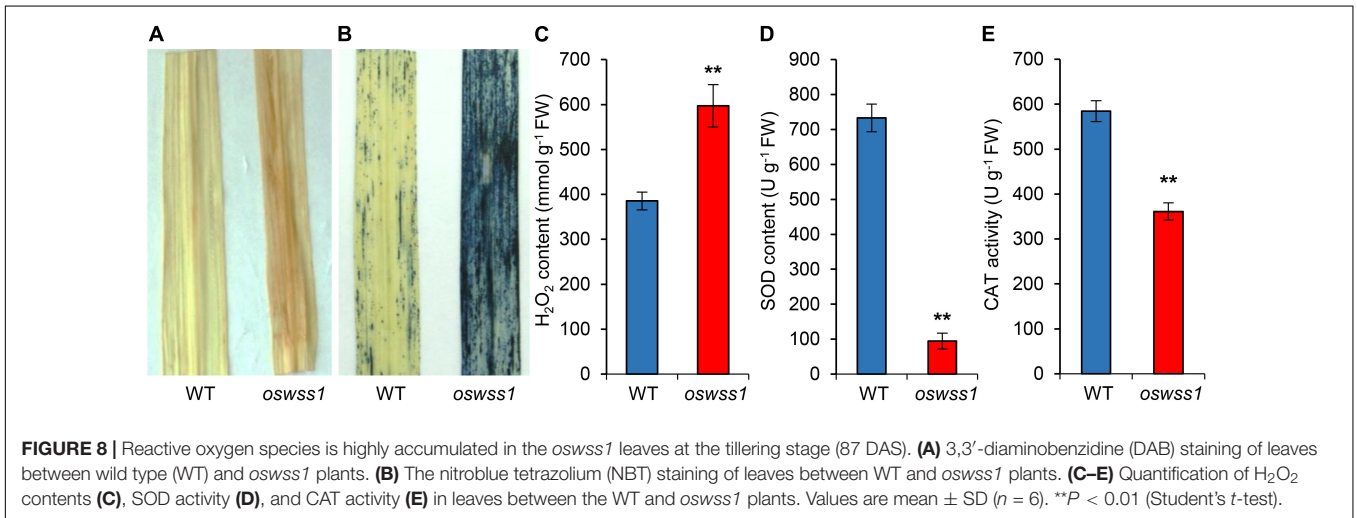 A
B
C
D
E
WT
oswss1
WT
oswss1
H₂O₂ content (mmol g⁻¹ FW)
700
600
500
400
300
200
100
0
**
WT
oswss1
SOD content (U g⁻¹ FW)
900
800
700
600
500
400
300
200
100
0
**
WT
oswss1
CAT activity (U g⁻¹ FW)
700
600
500
400
300
200
100
0
**
WT
oswss1
FIGURE 8 | Reactive oxygen species is highly accumulated in the oswss1 leaves at the tillering stage (87 DAS). (A) 3,3′-diaminobenzidine (DAB) staining of leaves
between wild type (WT) and oswss1 plants. (B) The nitroblue tetrazolium (NBT) staining of leaves between WT and oswss1 plants. (C–E) Quantification of H₂O₂
contents (C), SOD activity (D), and CAT activity (E) in leaves between the WT and oswss1 plants. Values are mean ± SD (n = 6). **P < 0.01 (Student's t-test).